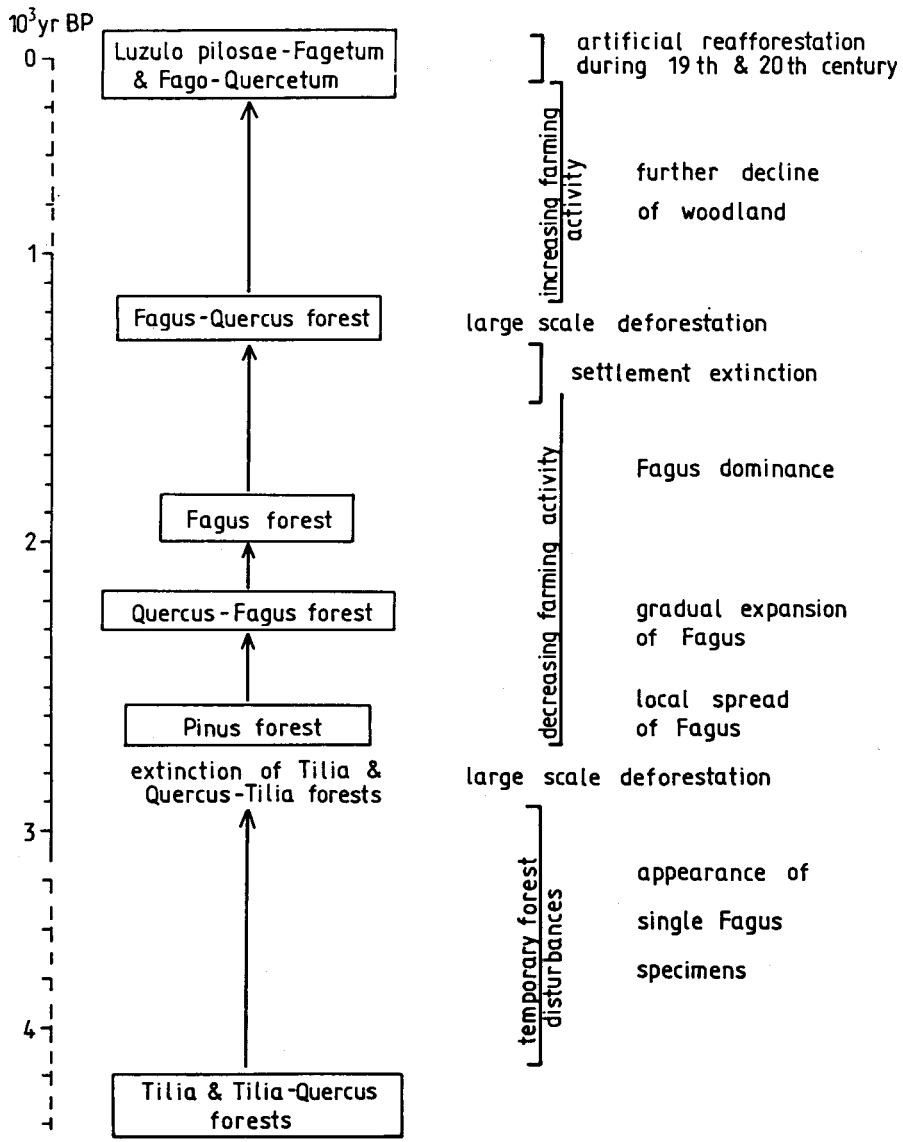 10³yr BP
0
Luzulo pilosae-Fagetum
& Fago-Quercetum
artificial reafforestation
during 19th & 20th century
increasing farming
activity
further decline
of woodland
1
Fagus-Quercus forest
large scale deforestation
settlement extinction
decreasing farming activity
Fagus dominance
Fagus forest
2
Quercus-Fagus forest
gradual expansion
of Fagus
Pinus forest
local spread
of Fagus
extinction of Tilia &
Quercus-Tilia forests
large scale deforestation
3
temporary forest
disturbances
appearance of
single Fagus
specimens
4
Tilia & Tilia-Quercus
forests